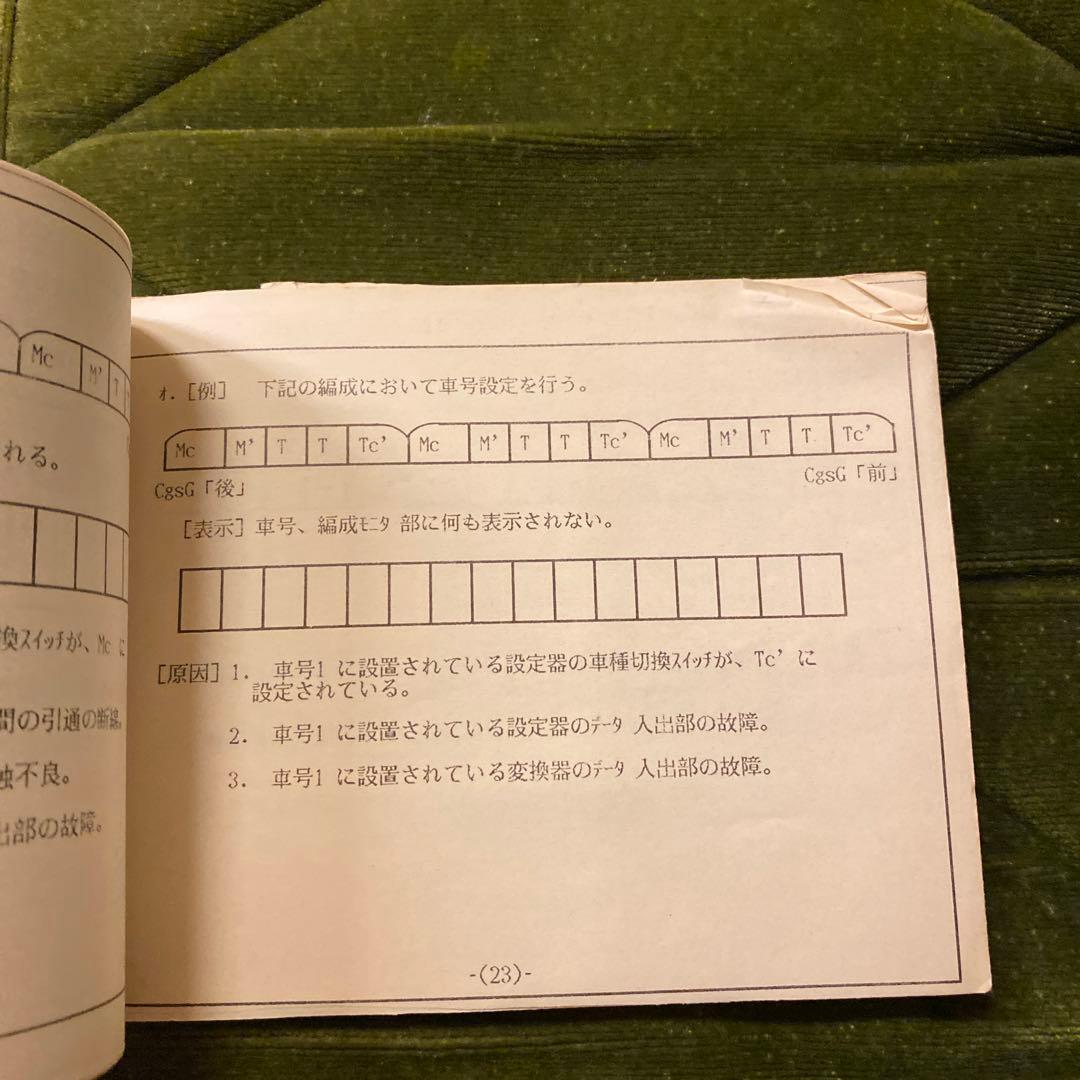 Mc M' T
れる。
換スイッチが、Mc に
間の引通の断線。
触不良。
出部の故障。
ォ. [例] 下記の編成において車号設定を行う。
Mc M' T T Tc' Mc M' T T Tc' Mc M' T T Tc'
CgsG「後」 CgsG「前」
[表示] 車号、編成モニタ 部に何も表示されない。
[原因] 1. 車号1 に設置されている設定器の車種切換スイッチが、Tc' に
設定されている。
2. 車号1 に設置されている設定器のデータ 入出部の故障。
3. 車号1 に設置されている変換器のデータ 入出部の故障。
-(23)-